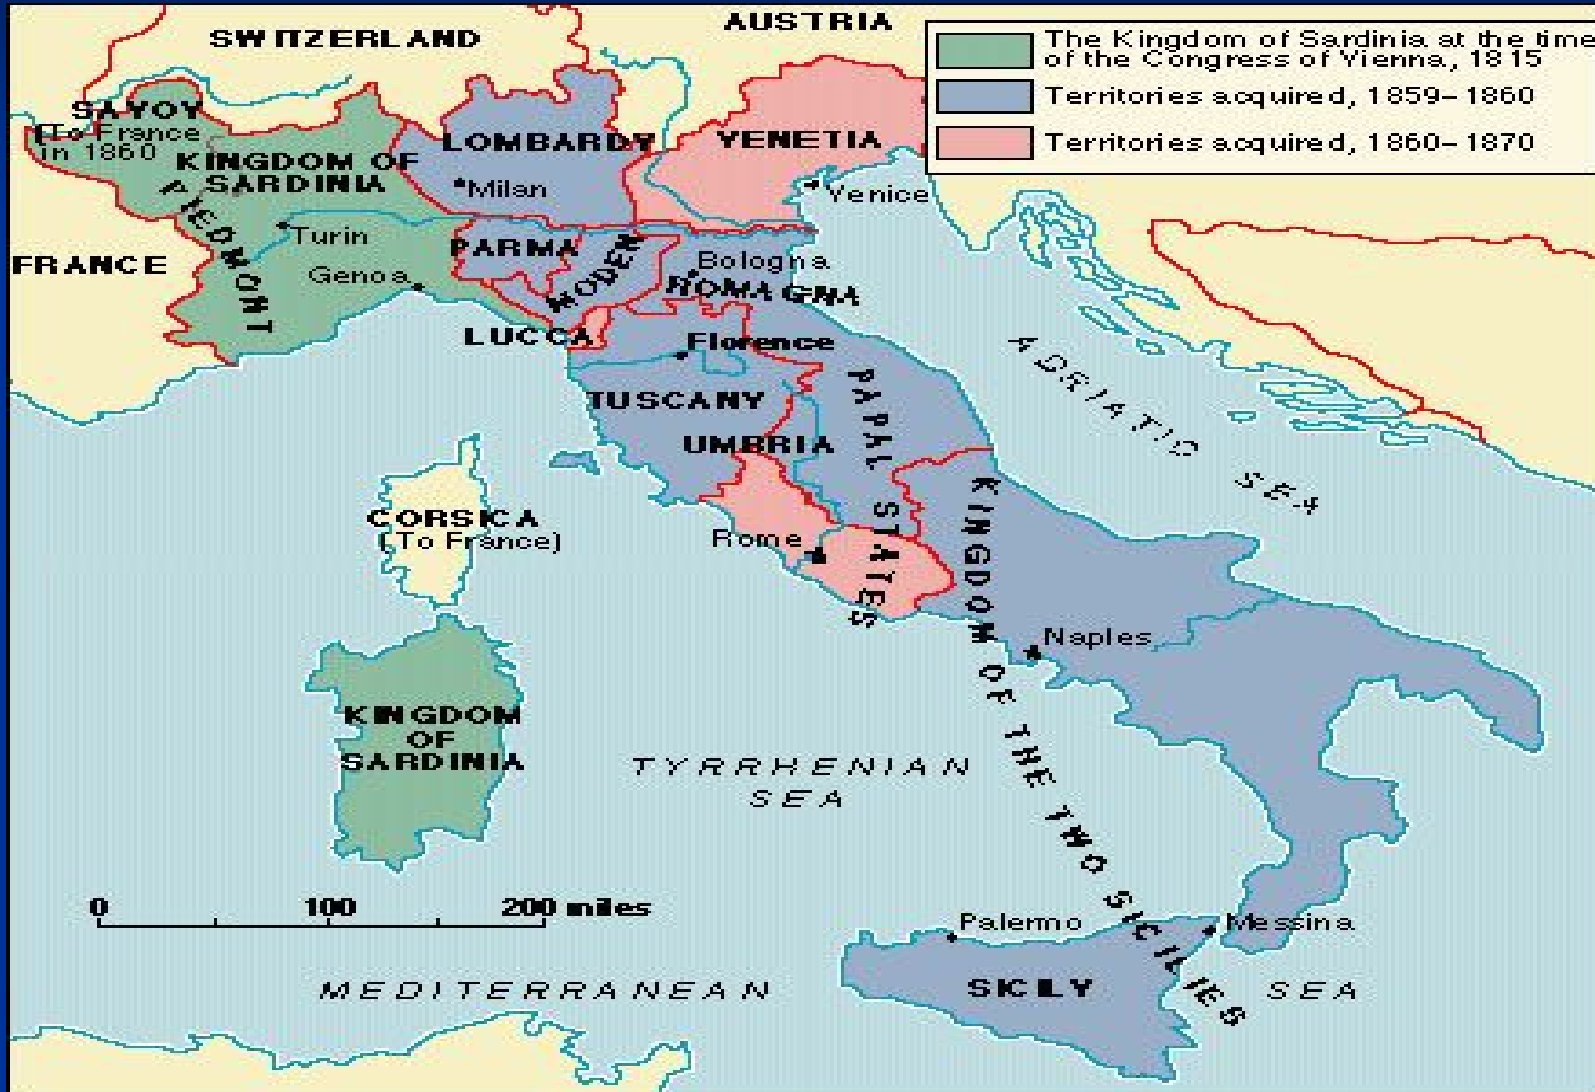 AUSTRIA
SWITZERLAND
The Kingdom of Sardinia at the time
of the Congress of Vienna, 1815
Territories acquired, 1859–1860
Territories acquired, 1860–1870
SAVOY
(To France
in 1860
KINGDOM OF
SARDINIA
PIEDMONT
LOMBARDY
Milan
VENETIA
Venice
Turin
Genoa
FRANCE
PARMA
MODEN
Bologna
ROMAGNA
LUCCA
Florence
TUSCANY
UMBRIA
PAPAL STATES
ADRIATIC SEA
CORSICA
(To France)
Rome
KINGDOM OF THE TWO SICILIES
Naples
KINGDOM
OF
SARDINIA
TYRRHENIAN
SEA
0 100 200 miles
Palermo
Messina
SICILY
MEDITERRANEAN SEA